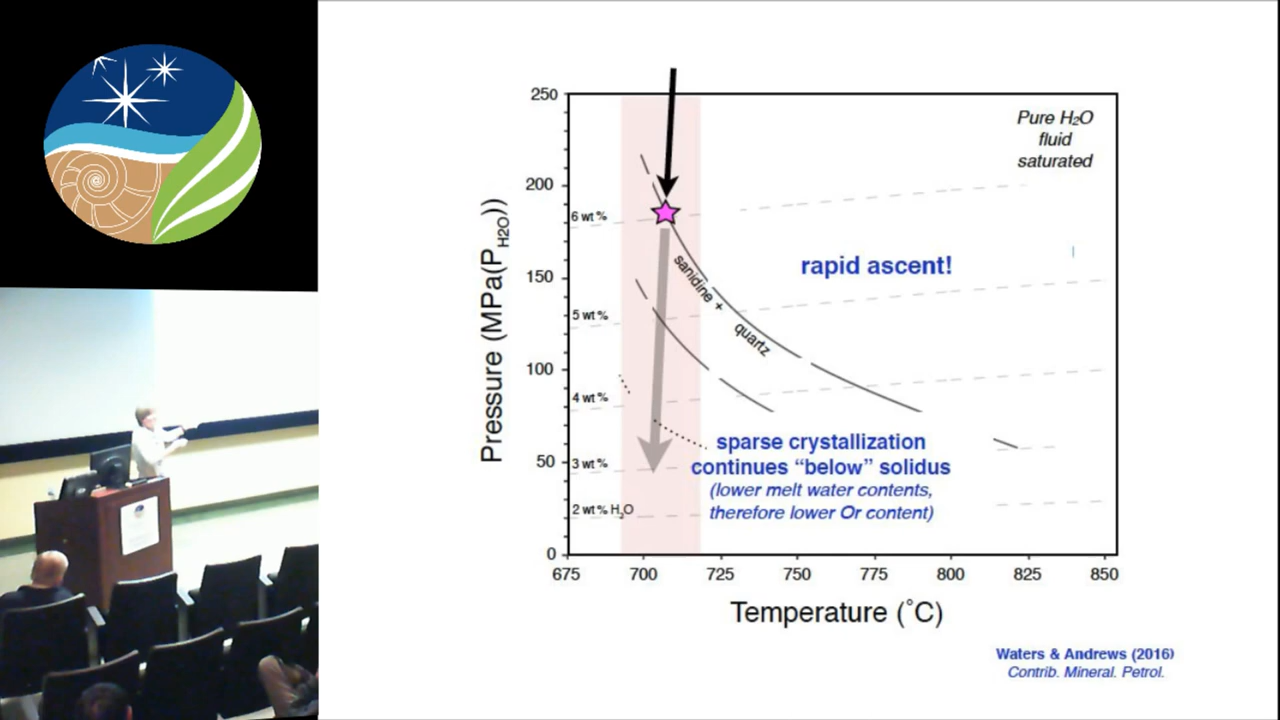 250
200
150
100
50
0
675
700
725
750
775
800
825
850
Pressure (MPa(P_H2O))
Temperature (˚C)
Pure H₂O
fluid
saturated
6 wt %
5 wt %
4 wt %
3 wt %
2 wt % H₂O
sanidine +
quartz
rapid ascent!
sparse crystallization
continues “below” solidus
(lower melt water contents,
therefore lower Or content)
Waters & Andrews (2016)
Contrib. Mineral. Petrol.